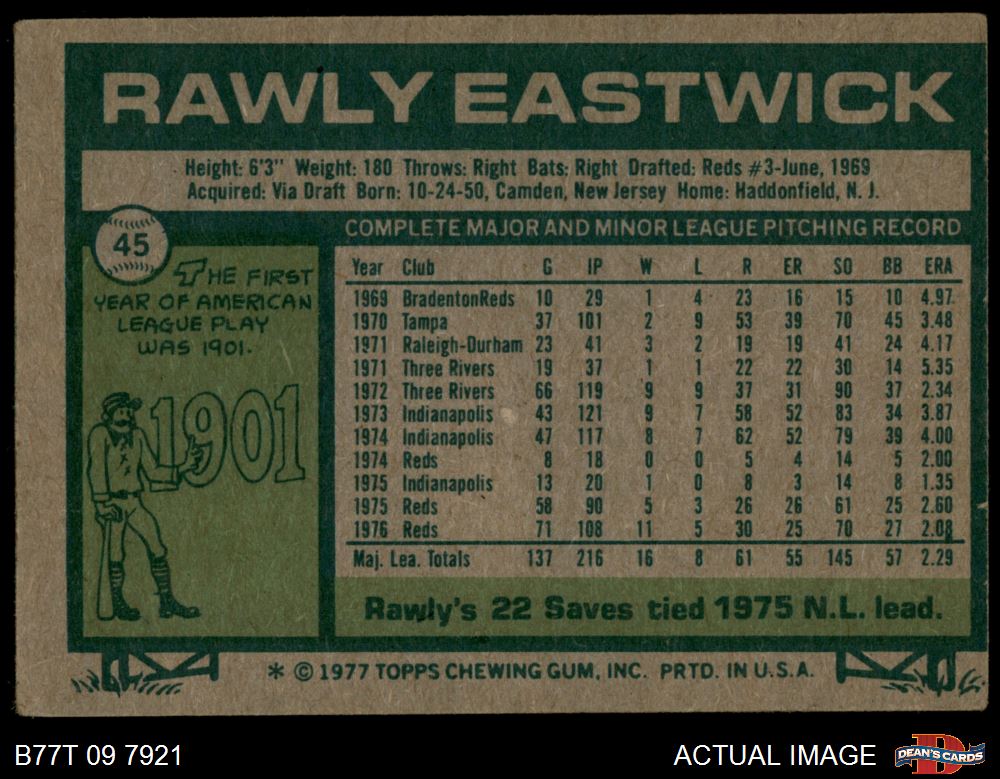 RAWLY EASTWICK
Height: 6'3" Weight: 180 Throws: Right Bats: Right Drafted: Reds #3-June, 1969
Acquired: Via Draft Born: 10-24-50, Camden, New Jersey Home: Haddonfield, N. J.
45
THE FIRST
YEAR OF AMERICAN
LEAGUE PLAY
WAS 1901.
1901
COMPLETE MAJOR AND MINOR LEAGUE PITCHING RECORD
Year Club G IP W L R ER SO BB ERA
1969 Bradenton Reds 10 29 1 4 23 16 15 10 4.97
1970 Tampa 37 101 2 9 53 39 70 45 3.48
1971 Raleigh-Durham 23 41 3 2 19 19 41 24 4.17
1971 Three Rivers 19 37 1 1 22 22 30 14 5.35
1972 Three Rivers 66 119 9 9 37 31 90 37 2.34
1973 Indianapolis 43 121 9 7 58 52 83 34 3.87
1974 Indianapolis 47 117 8 7 62 52 79 39 4.00
1974 Reds 8 18 0 0 5 4 14 5 2.00
1975 Indianapolis 13 20 1 0 8 3 14 8 1.35
1975 Reds 58 90 5 3 26 26 61 25 2.60
1976 Reds 71 108 11 5 30 25 70 27 2.08
Maj. Lea. Totals 137 216 16 8 61 55 145 57 2.29
Rawly's 22 Saves tied 1975 N.L. lead.
* © 1977 TOPPS CHEWING GUM, INC. PRTD. IN U.S.A.
B77T 09 7921
ACTUAL IMAGE
DEAN'S CARDS